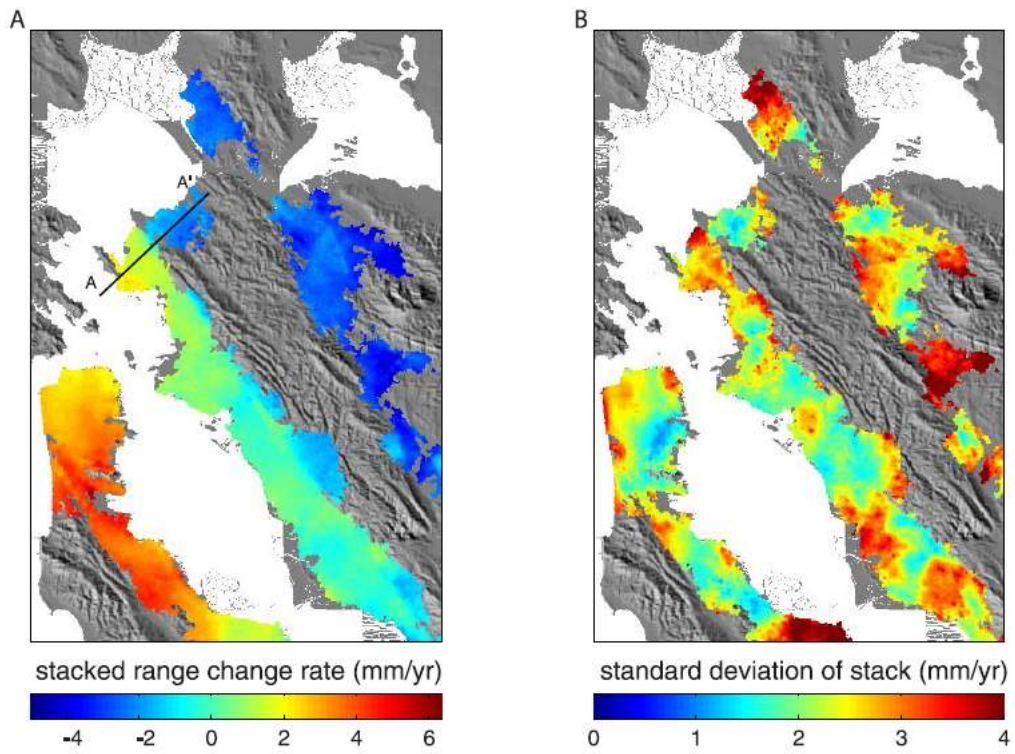 A
B
A'
A
stacked range change rate (mm/yr)
standard deviation of stack (mm/yr)
-4 -2 0 2 4 6
0 1 2 3 4